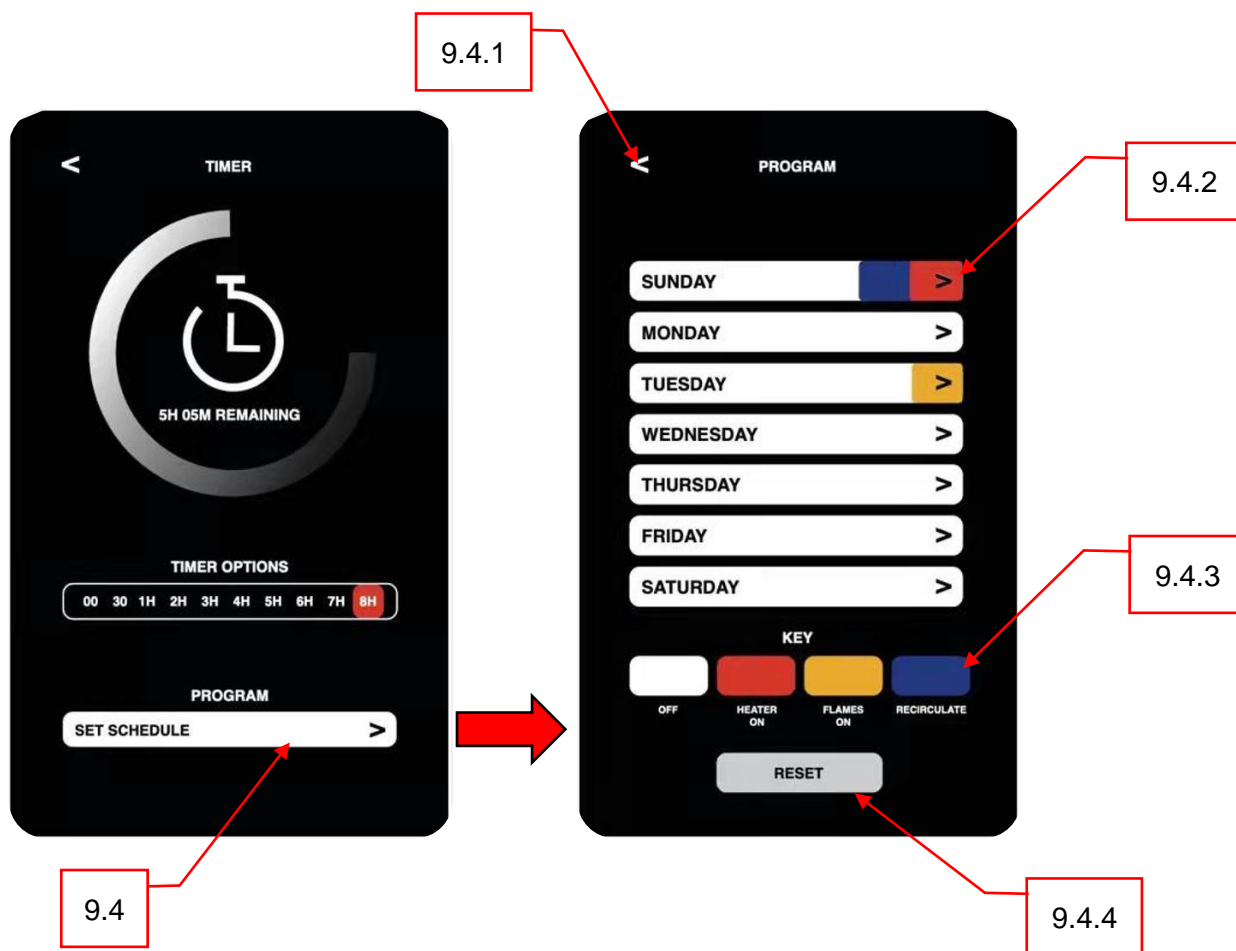 9.4.1
< TIMER
5H 05M REMAINING
TIMER OPTIONS
00 30 1H 2H 3H 4H 5H 6H 7H 8H
PROGRAM
SET SCHEDULE >
9.4
< PROGRAM
9.4.2
SUNDAY >
MONDAY >
TUESDAY >
WEDNESDAY >
THURSDAY >
FRIDAY >
SATURDAY >
9.4.3
KEY
OFF
HEATER
ON
FLAMES
ON
RECIRCULATE
RESET
9.4.4